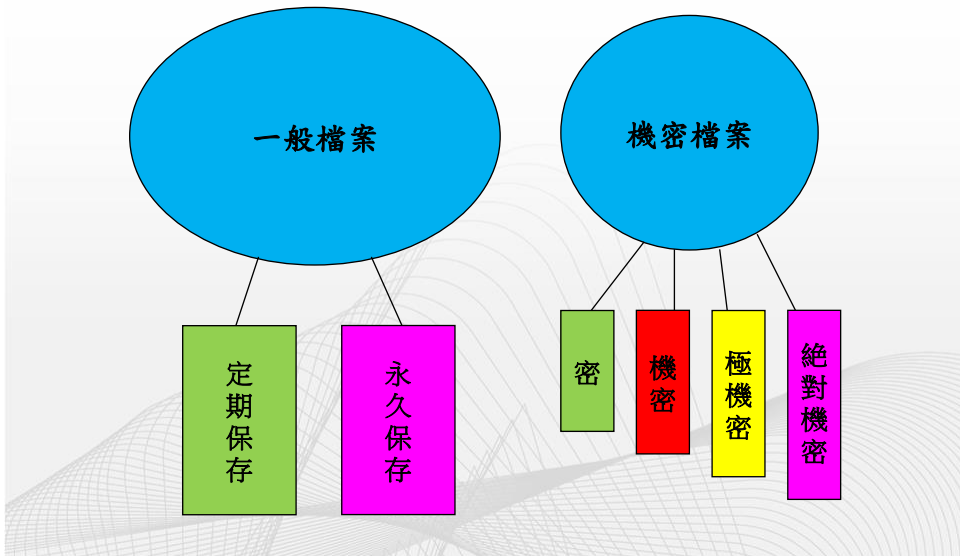 一般檔案
機密檔案
定期保存
永久保存
密
機密
極機密
絕對機密